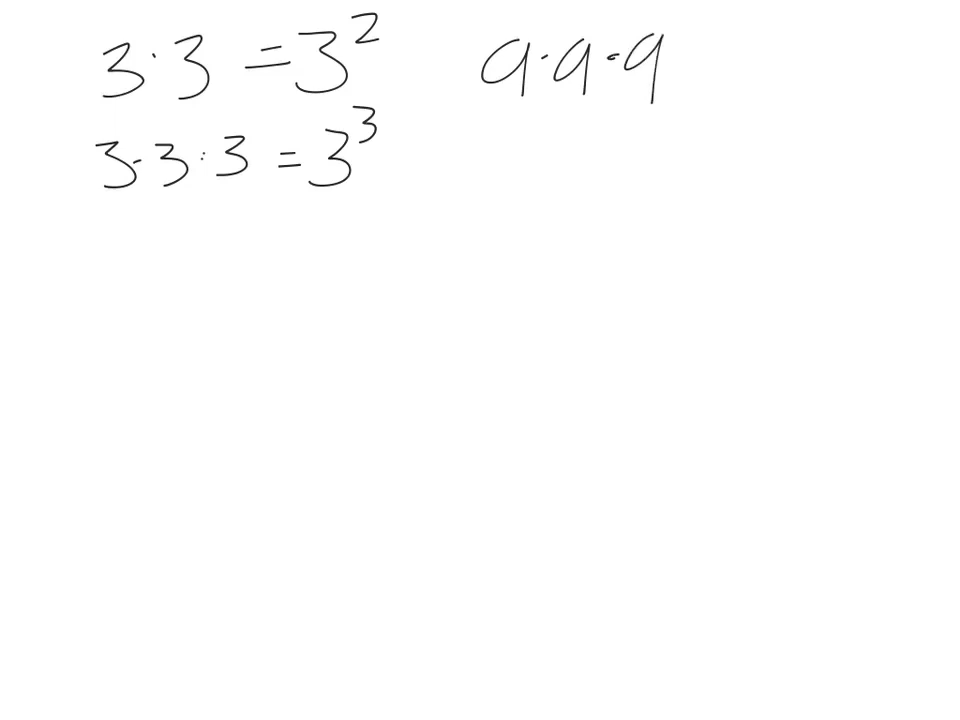 3·3 = 3² 9·9·9
3·3·3 = 3³